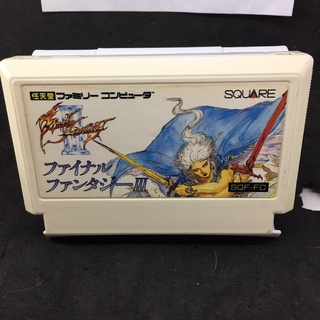 任天堂 ファミリー コンピュータ
SQUARE
FINAL FANTASY III
ファイナル
ファンタジーIII
SQF-FC